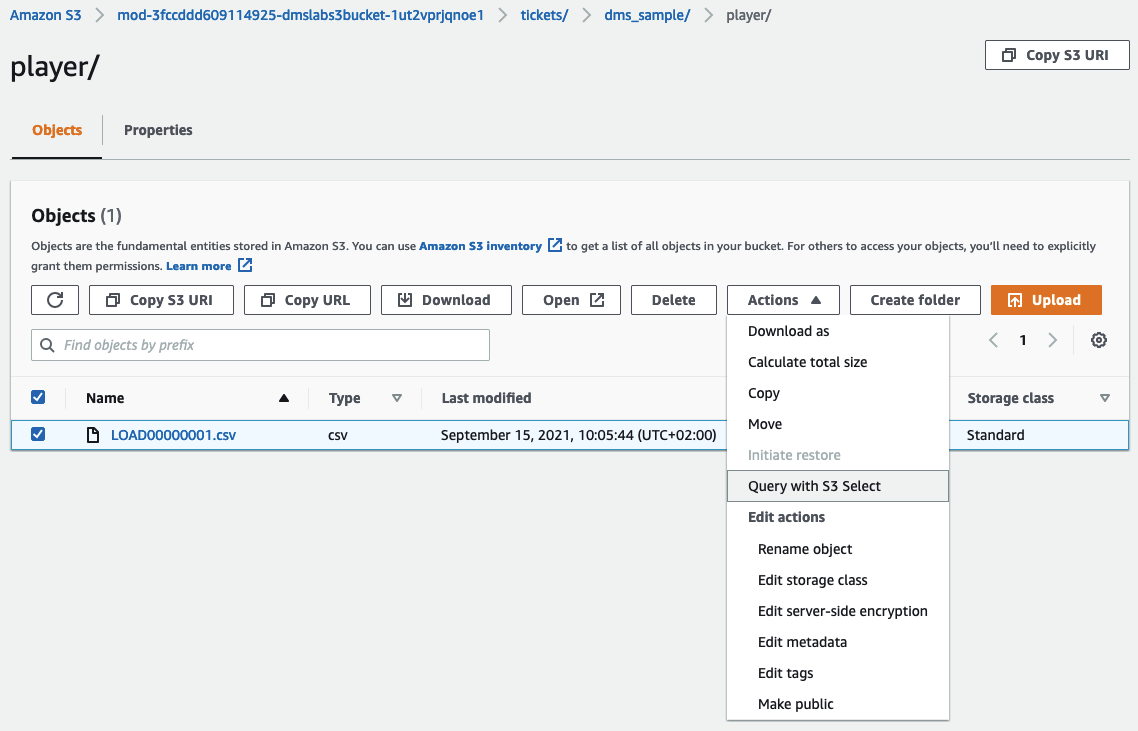 Amazon S3 > mod-3fccddd609114925-dmslabs3bucket-1ut2vprjqnoe1 > tickets/ > dms_sample/ > player/
player/
Copy S3 URI
Objects
Properties
Objects (1)
Objects are the fundamental entities stored in Amazon S3. You can use Amazon S3 inventory to get a list of all objects in your bucket. For others to access your objects, you'll need to explicitly
grant them permissions. Learn more
Copy S3 URI
Copy URL
Download
Open
Delete
Actions
Create folder
Upload
Find objects by prefix
1
Name
Type
Last modified
Storage class
LOAD00000001.csv
csv
September 15, 2021, 10:05:44 (UTC+02:00)
Standard
Download as
Calculate total size
Copy
Move
Initiate restore
Query with S3 Select
Edit actions
Rename object
Edit storage class
Edit server-side encryption
Edit metadata
Edit tags
Make public